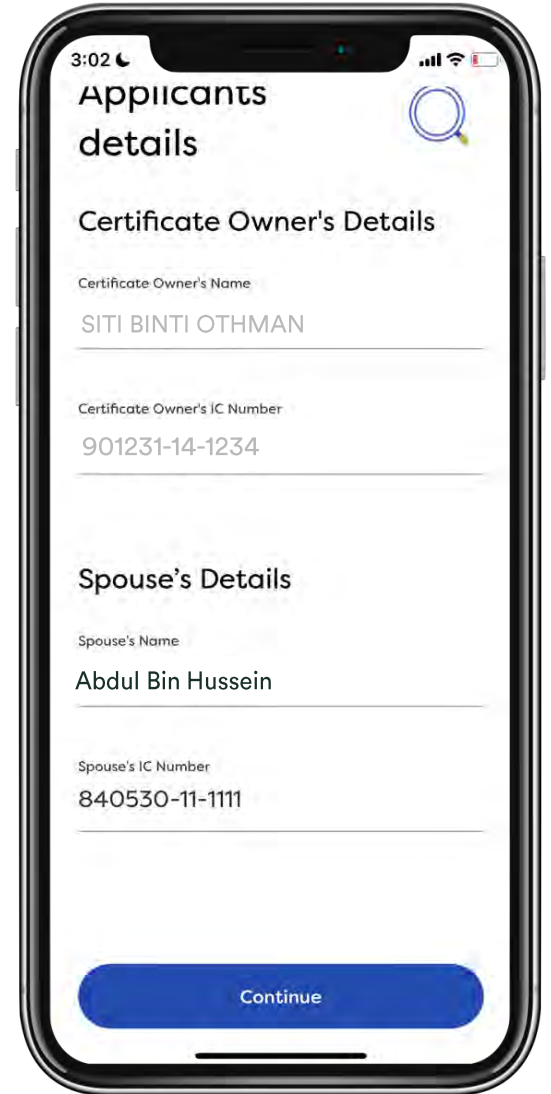 3:02
Applicants
details
Certificate Owner's Details
Certificate Owner's Name
SITI BINTI OTHMAN
Certificate Owner's IC Number
901231-14-1234
Spouse's Details
Spouse's Name
Abdul Bin Hussein
Spouse's IC Number
840530-11-1111
Continue